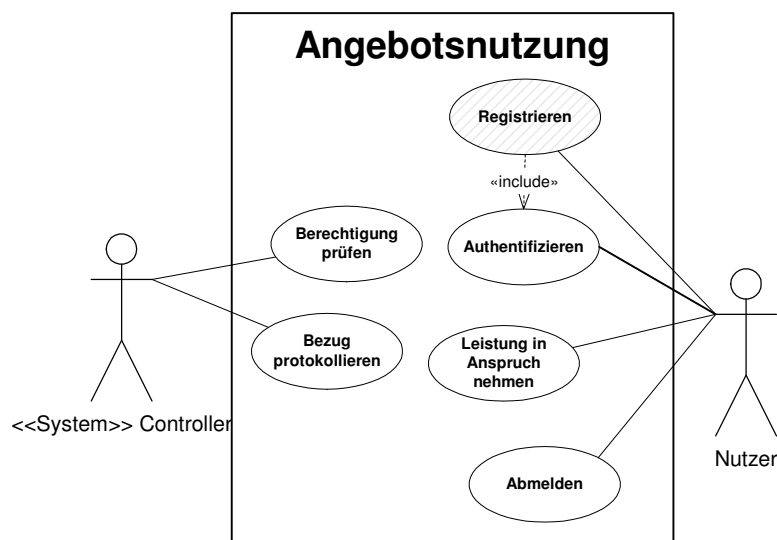 Angebotsnutzung
Registrieren
«include»
Berechtigung
prüfen
Authentifizieren
Bezug
protokollieren
Leistung in
Anspruch
nehmen
<<System>> Controller
Nutzer
Abmelden